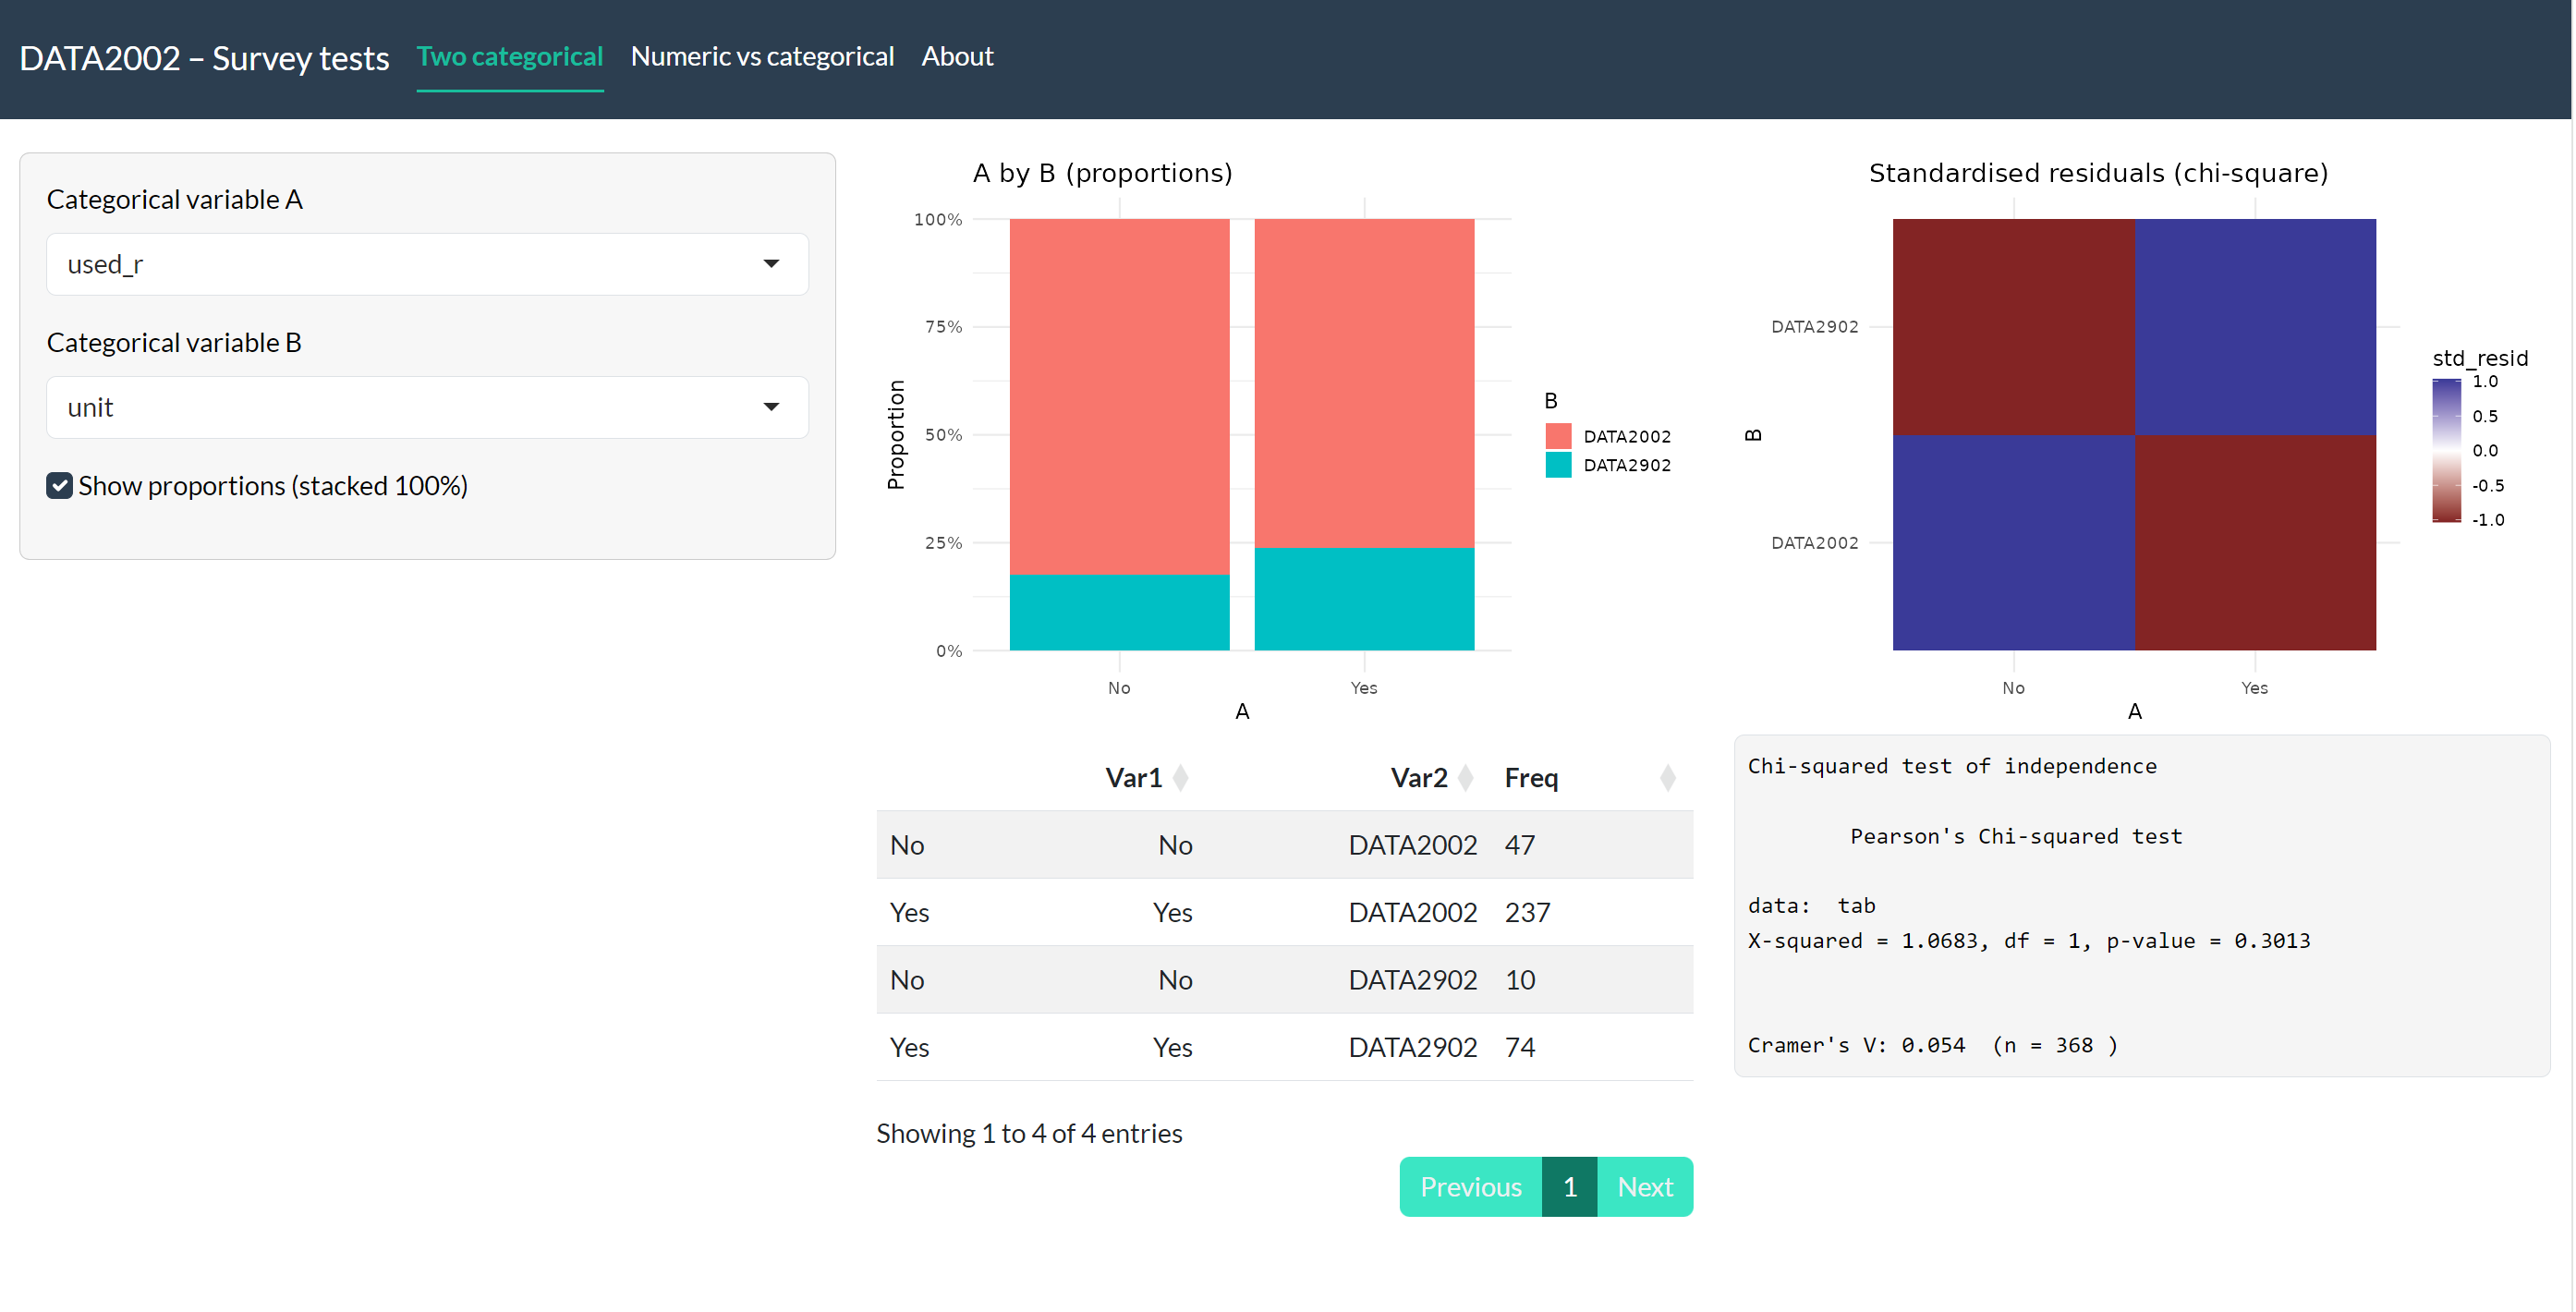 DATA2002 – Survey tests Two categorical Numeric vs categorical About
Categorical variable A
used_r
Categorical variable B
unit
Show proportions (stacked 100%)
A by B (proportions)
100%
75%
50%
25%
0%
Proportion
No Yes
A
B
DATA2002
DATA2902
Standardised residuals (chi-square)
DATA2902
DATA2002
B
No Yes
A
std_resid
1.0
0.5
0.0
-0.5
-1.0
Var1 Var2 Freq
No No DATA2002 47
Yes Yes DATA2002 237
No No DATA2902 10
Yes Yes DATA2902 74
Showing 1 to 4 of 4 entries
Previous 1 Next
Chi-squared test of independence
Pearson's Chi-squared test
data: tab
X-squared = 1.0683, df = 1, p-value = 0.3013
Cramer's V: 0.054 (n = 368 )